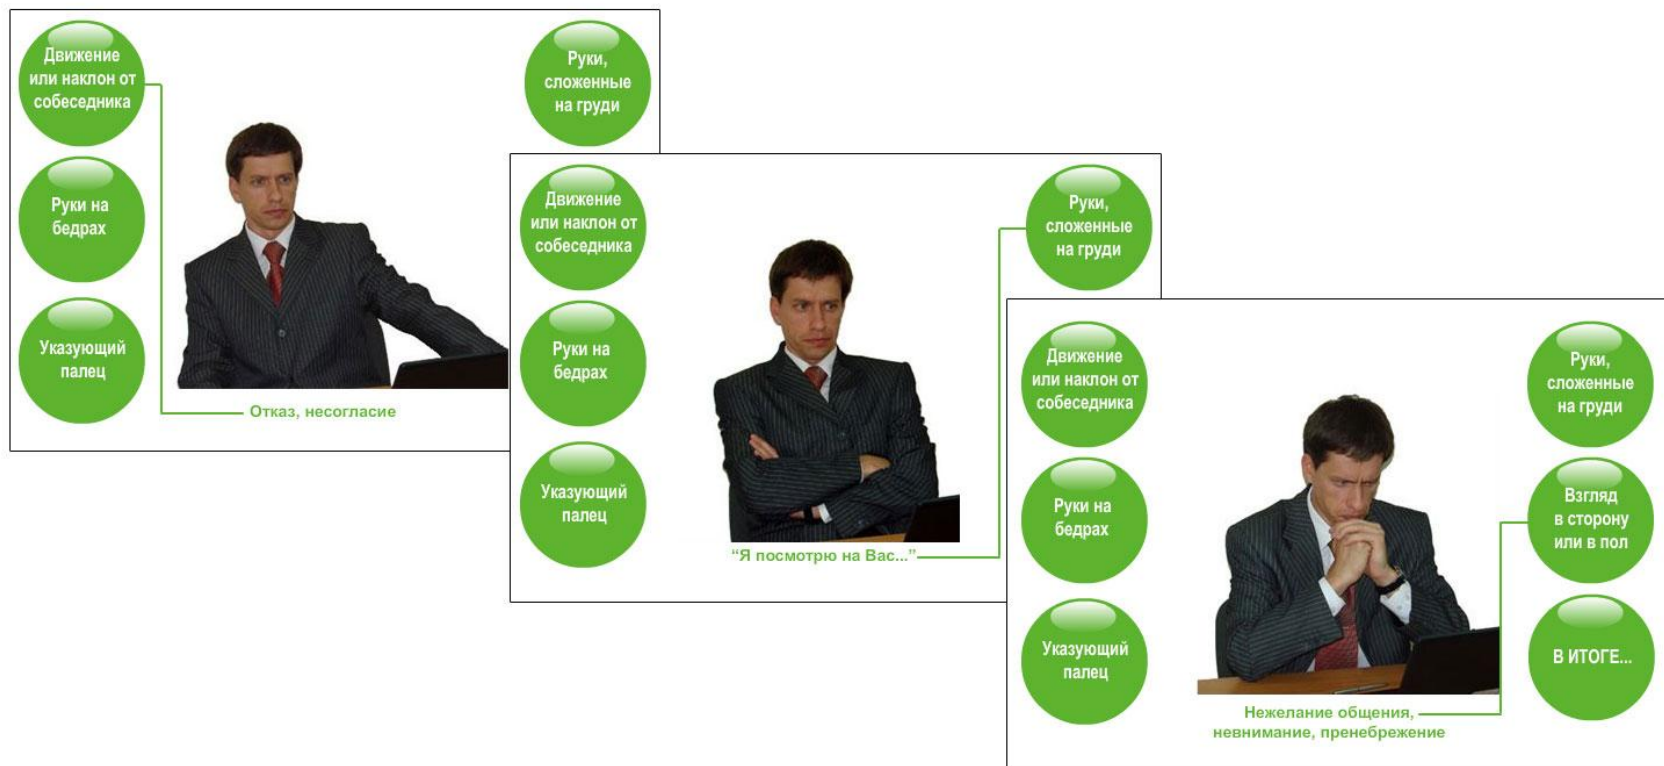 Движение
или наклон от
собеседника
Руки на
бедрах
Указующий
палец
Руки,
сложенные
на груди
Отказ, несогласие
Движение
или наклон от
собеседника
Руки на
бедрах
Указующий
палец
Руки,
сложенные
на груди
“Я посмотрю на Вас...”
Движение
или наклон от
собеседника
Руки на
бедрах
Указующий
палец
Руки,
сложенные
на груди
Взгляд
в сторону
или в пол
В ИТОГЕ...
Нежелание общения,
невнимание, пренебрежение